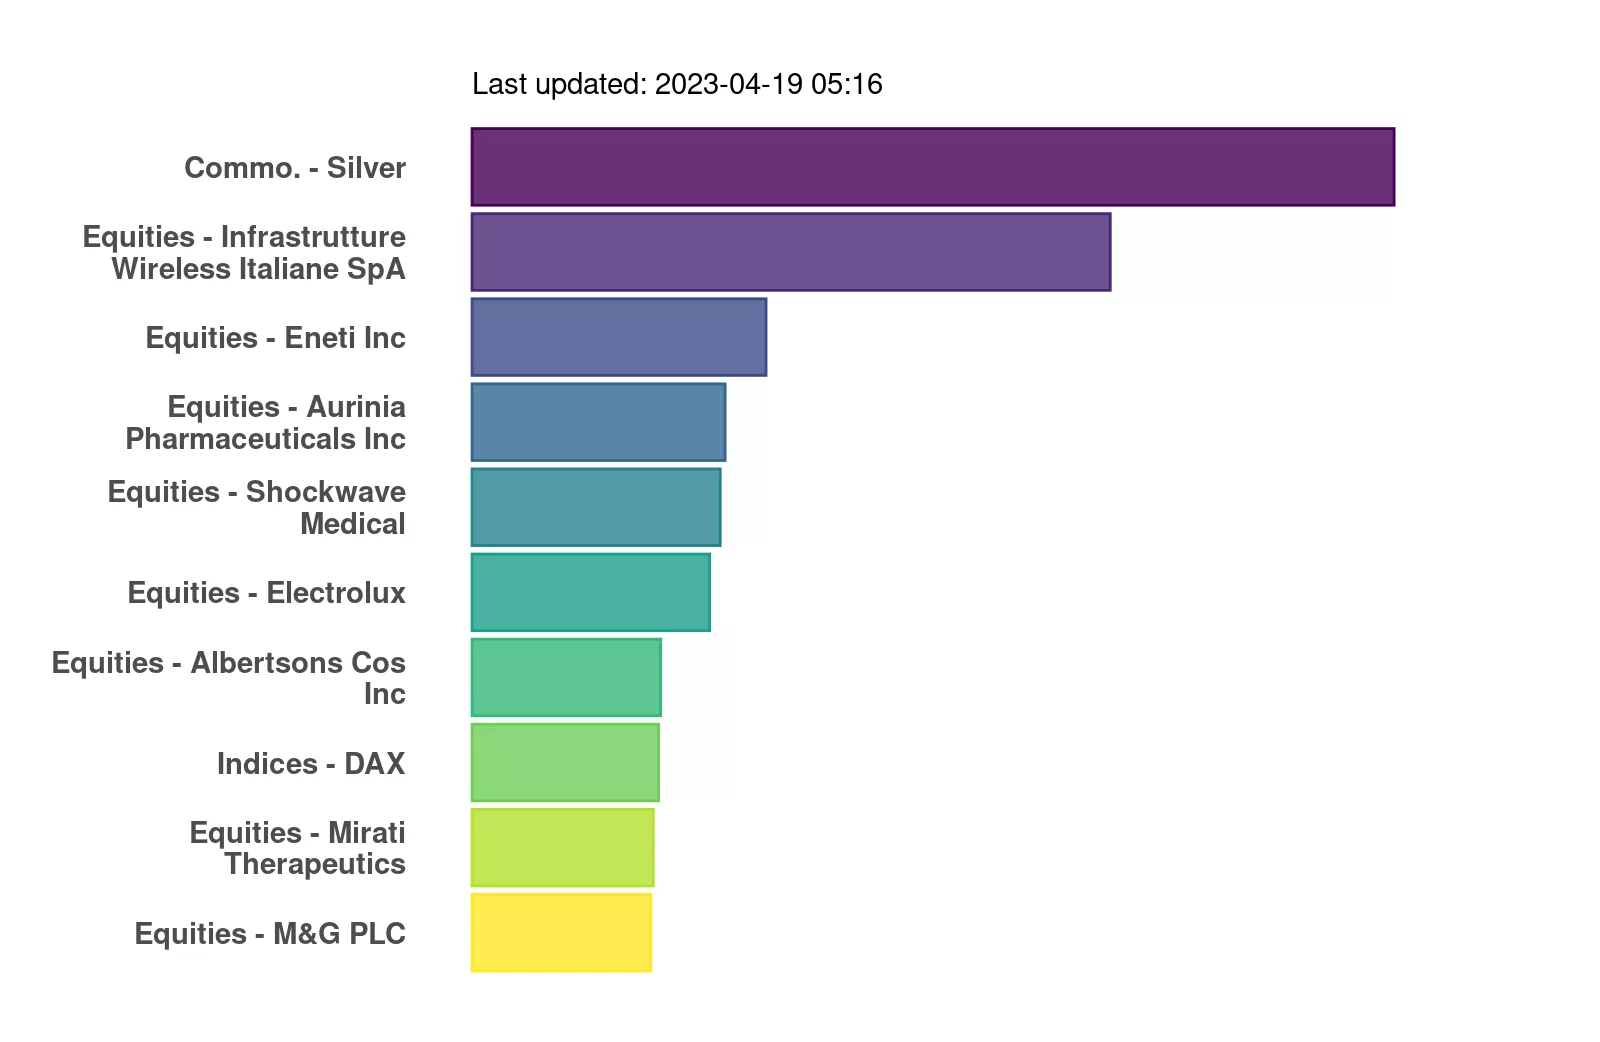 Last updated: 2023-04-19 05:16
Commo. - Silver
Equities - Infrastrutture
Wireless Italiane SpA
Equities - Eneti Inc
Equities - Aurinia
Pharmaceuticals Inc
Equities - Shockwave
Medical
Equities - Electrolux
Equities - Albertsons Cos
Inc
Indices - DAX
Equities - Mirati
Therapeutics
Equities - M&G PLC